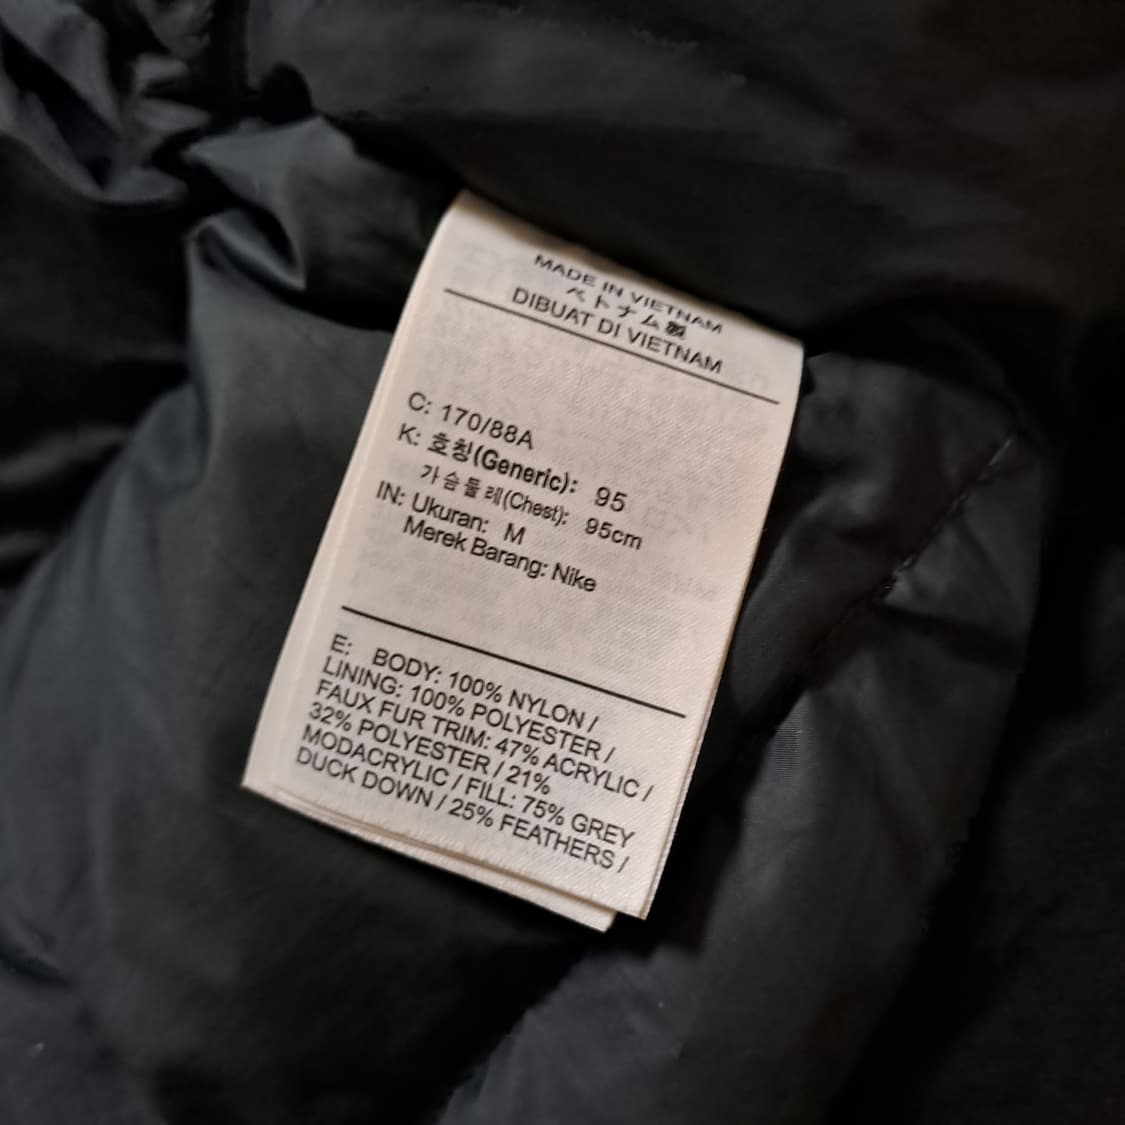 MADE IN VIETNAM
ベトナム製
DIBUAT DI VIETNAM
C: 170/88A
K: 호칭(Generic): 95
가슴둘레(Chest): 95cm
IN: Ukuran: M
Merek Barang: Nike
E: BODY: 100% NYLON /
LINING: 100% POLYESTER /
FAUX FUR TRIM: 47% ACRYLIC /
32% POLYESTER / 21%
MODACRYLIC / FILL: 75% GREY
DUCK DOWN / 25% FEATHERS /